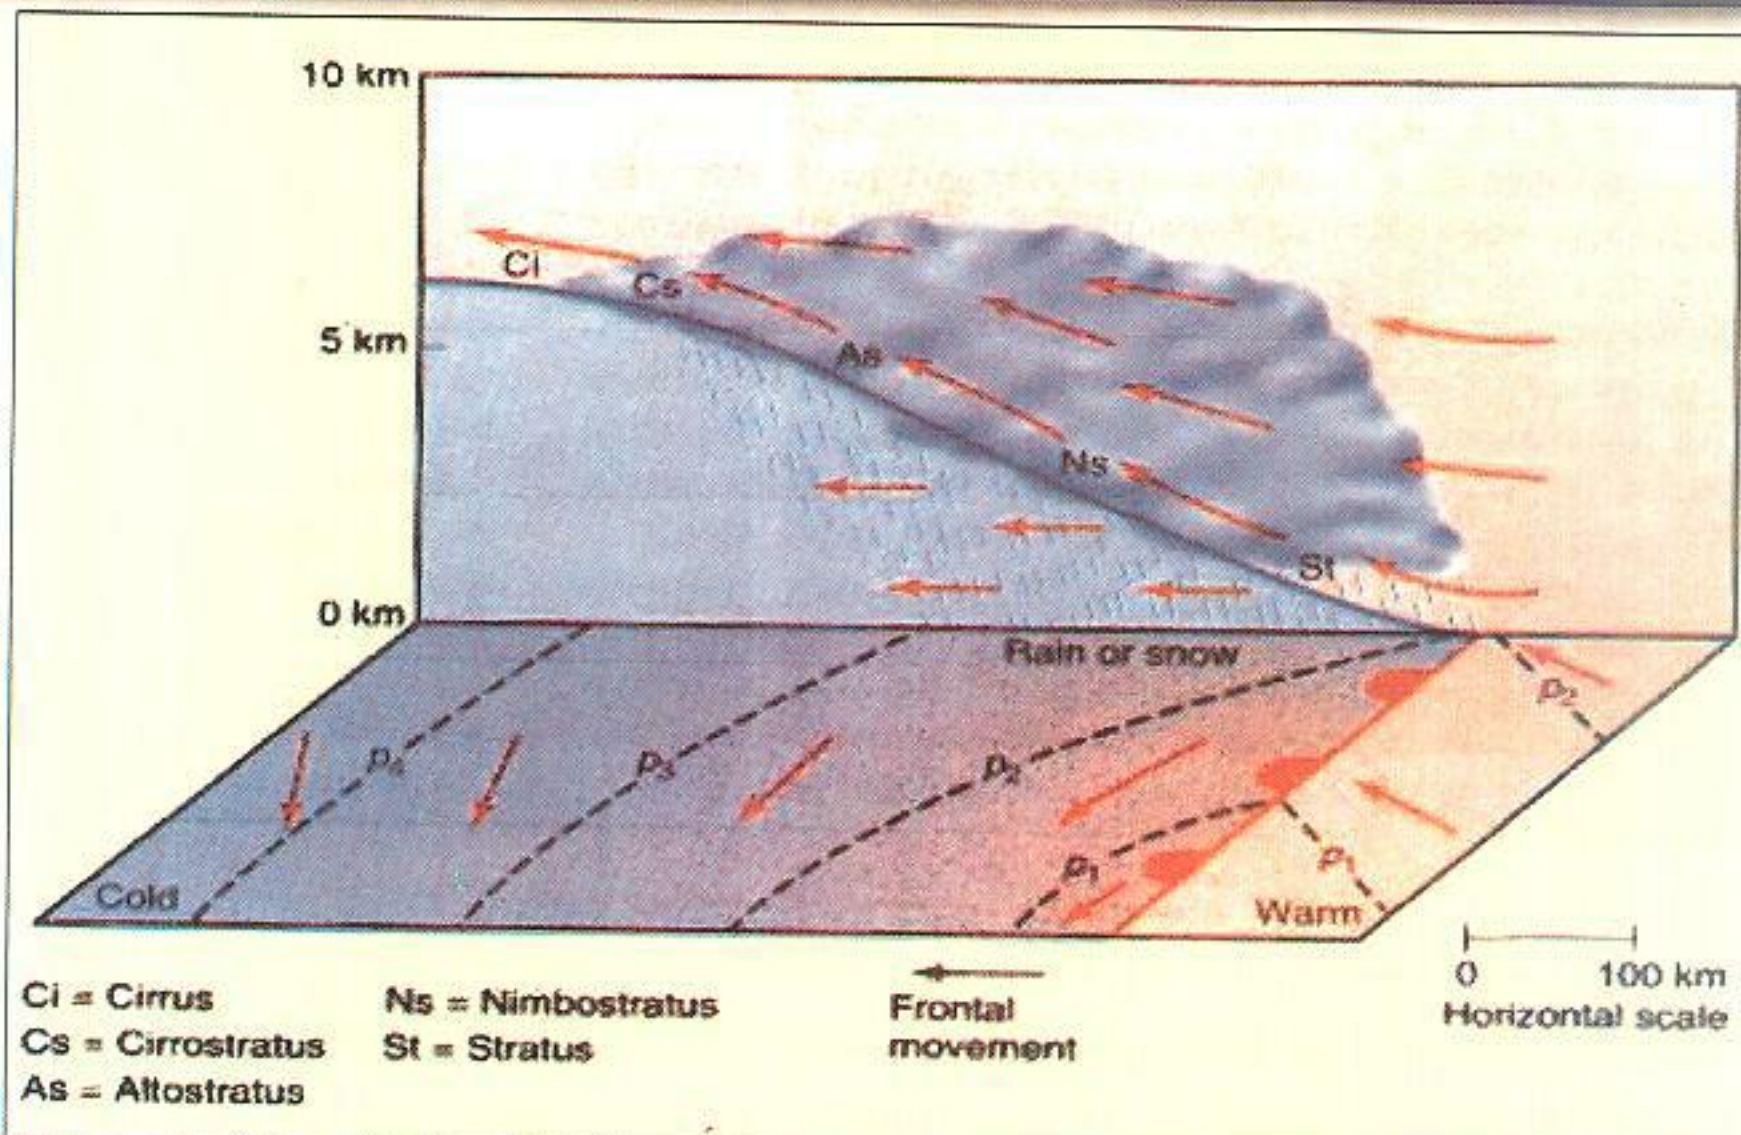 10 km
Ci
Cs
5 km
As
Ns
St
0 km
Rain or snow
p2
p4
p3
p2
p1
p1
Cold
Warm
0 100 km
Horizontal scale
Ci = Cirrus
Cs = Cirrostratus
As = Altostratus
Ns = Nimbostratus
St = Stratus
Frontal
movement